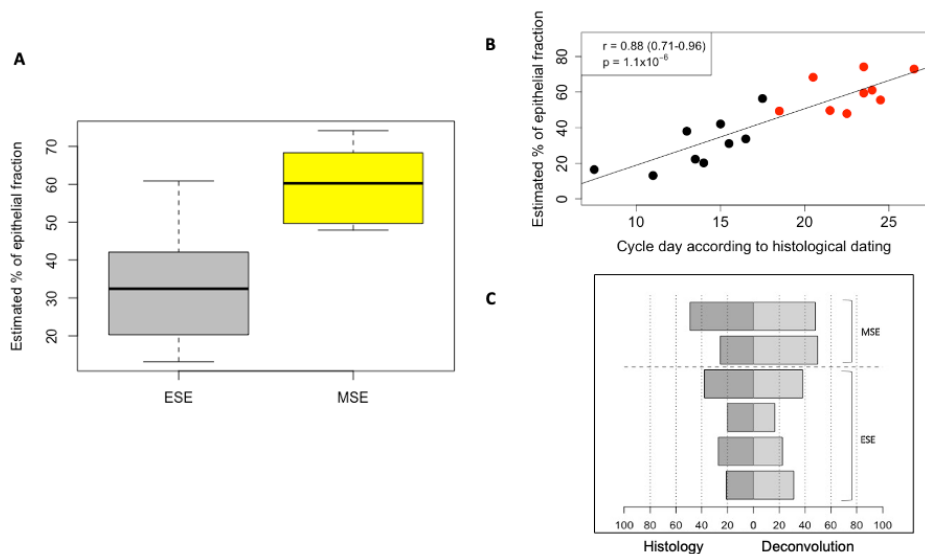 A
Estimated % of epithelial fraction
70
60
50
40
30
20
ESE
MSE
B
r = 0.88 (0.71-0.96)
p = 1.1x10⁻⁶
Estimated % of epithelial fraction
80
60
40
20
0
10
15
20
25
Cycle day according to histological dating
C
MSE
ESE
100 80 60 40 20 0 20 40 60 80 100
Histology
Deconvolution